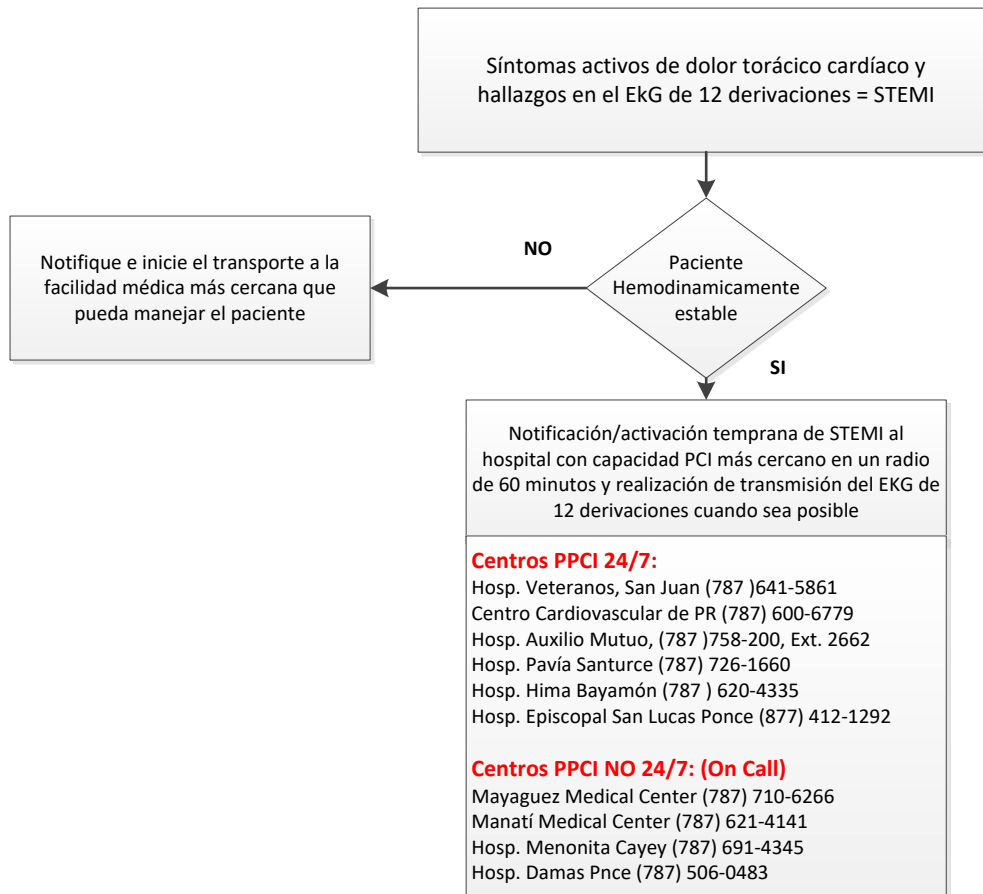 Síntomas activos de dolor torácico cardíaco y
hallazgos en el EkG de 12 derivaciones = STEMI
NO
Notifique e inicie el transporte a la
facilidad médica más cercana que
pueda manejar el paciente
Paciente
Hemodinamicamente
estable
SI
Notificación/activación temprana de STEMI al
hospital con capacidad PCI más cercano en un radio
de 60 minutos y realización de transmisión del EKG de
12 derivaciones cuando sea posible
Centros PPCI 24/7:
Hosp. Veteranos, San Juan (787 )641-5861
Centro Cardiovascular de PR (787) 600-6779
Hosp. Auxilio Mutuo, (787 )758-200, Ext. 2662
Hosp. Pavía Santurce (787) 726-1660
Hosp. Hima Bayamón (787 ) 620-4335
Hosp. Episcopal San Lucas Ponce (877) 412-1292
Centros PPCI NO 24/7: (On Call)
Mayaguez Medical Center (787) 710-6266
Manatí Medical Center (787) 621-4141
Hosp. Menonita Cayey (787) 691-4345
Hosp. Damas Pnce (787) 506-0483